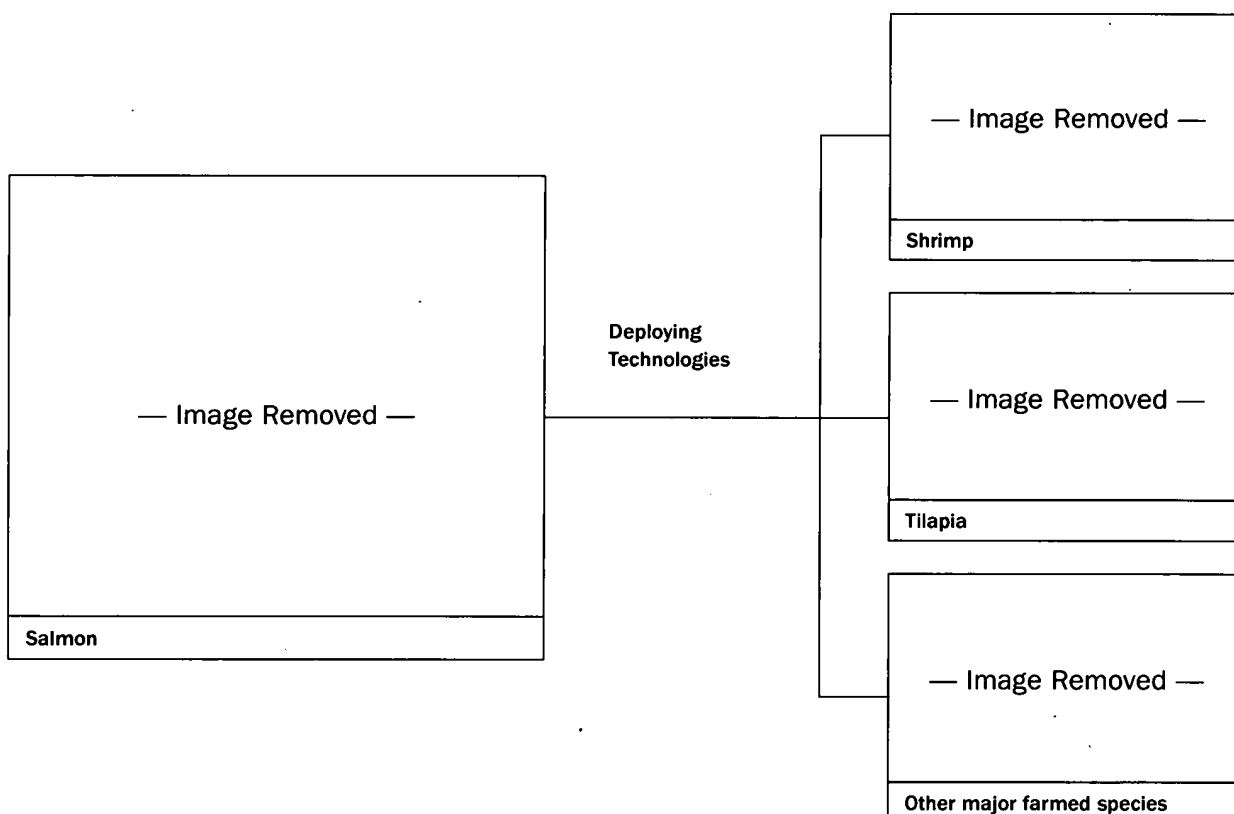 — Image Removed —
Salmon
Deploying
Technologies
— Image Removed —
Shrimp
— Image Removed —
Tilapia
— Image Removed —
Other major farmed species